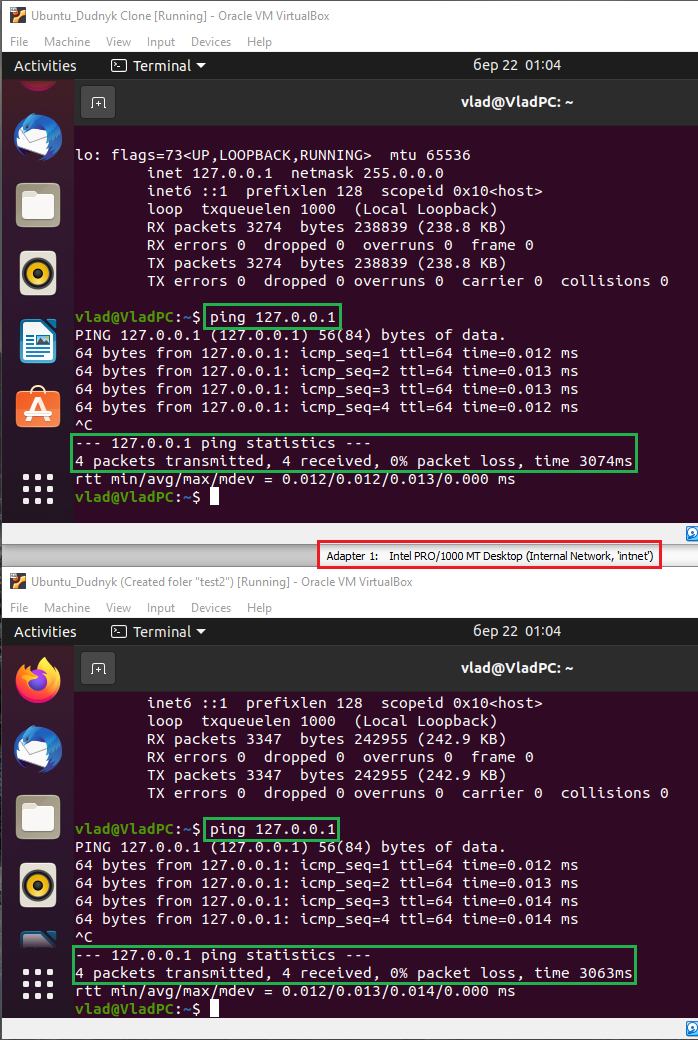 Ubuntu_Dudnyk Clone [Running] - Oracle VM VirtualBox
File Machine View Input Devices Help
Activities Terminal бер 22 01:04
vlad@VladPC: ~
lo: flags=73<UP,LOOPBACK,RUNNING>  mtu 65536
        inet 127.0.0.1  netmask 255.0.0.0
        inet6 ::1  prefixlen 128  scopeid 0x10<host>
        loop  txqueuelen 1000  (Local Loopback)
        RX packets 3274  bytes 238839 (238.8 KB)
        RX errors 0  dropped 0  overruns 0  frame 0
        TX packets 3274  bytes 238839 (238.8 KB)
        TX errors 0  dropped 0 overruns 0  carrier 0  collisions 0
vlad@VladPC:~$ ping 127.0.0.1
PING 127.0.0.1 (127.0.0.1) 56(84) bytes of data.
64 bytes from 127.0.0.1: icmp_seq=1 ttl=64 time=0.012 ms
64 bytes from 127.0.0.1: icmp_seq=2 ttl=64 time=0.013 ms
64 bytes from 127.0.0.1: icmp_seq=3 ttl=64 time=0.013 ms
64 bytes from 127.0.0.1: icmp_seq=4 ttl=64 time=0.012 ms
^C
--- 127.0.0.1 ping statistics ---
4 packets transmitted, 4 received, 0% packet loss, time 3074ms
rtt min/avg/max/mdev = 0.012/0.012/0.013/0.000 ms
vlad@VladPC:~$
Adapter 1: Intel PRO/1000 MT Desktop (Internal Network, 'intnet')
Ubuntu_Dudnyk (Created foler "test2") [Running] - Oracle VM VirtualBox
File Machine View Input Devices Help
Activities Terminal бер 22 01:04
vlad@VladPC: ~
        inet6 ::1  prefixlen 128  scopeid 0x10<host>
        loop  txqueuelen 1000  (Local Loopback)
        RX packets 3347  bytes 242955 (242.9 KB)
        RX errors 0  dropped 0  overruns 0  frame 0
        TX packets 3347  bytes 242955 (242.9 KB)
        TX errors 0  dropped 0 overruns 0  carrier 0  collisions 0
vlad@VladPC:~$ ping 127.0.0.1
PING 127.0.0.1 (127.0.0.1) 56(84) bytes of data.
64 bytes from 127.0.0.1: icmp_seq=1 ttl=64 time=0.012 ms
64 bytes from 127.0.0.1: icmp_seq=2 ttl=64 time=0.013 ms
64 bytes from 127.0.0.1: icmp_seq=3 ttl=64 time=0.014 ms
64 bytes from 127.0.0.1: icmp_seq=4 ttl=64 time=0.014 ms
^C
--- 127.0.0.1 ping statistics ---
4 packets transmitted, 4 received, 0% packet loss, time 3063ms
rtt min/avg/max/mdev = 0.012/0.013/0.014/0.000 ms
vlad@VladPC:~$